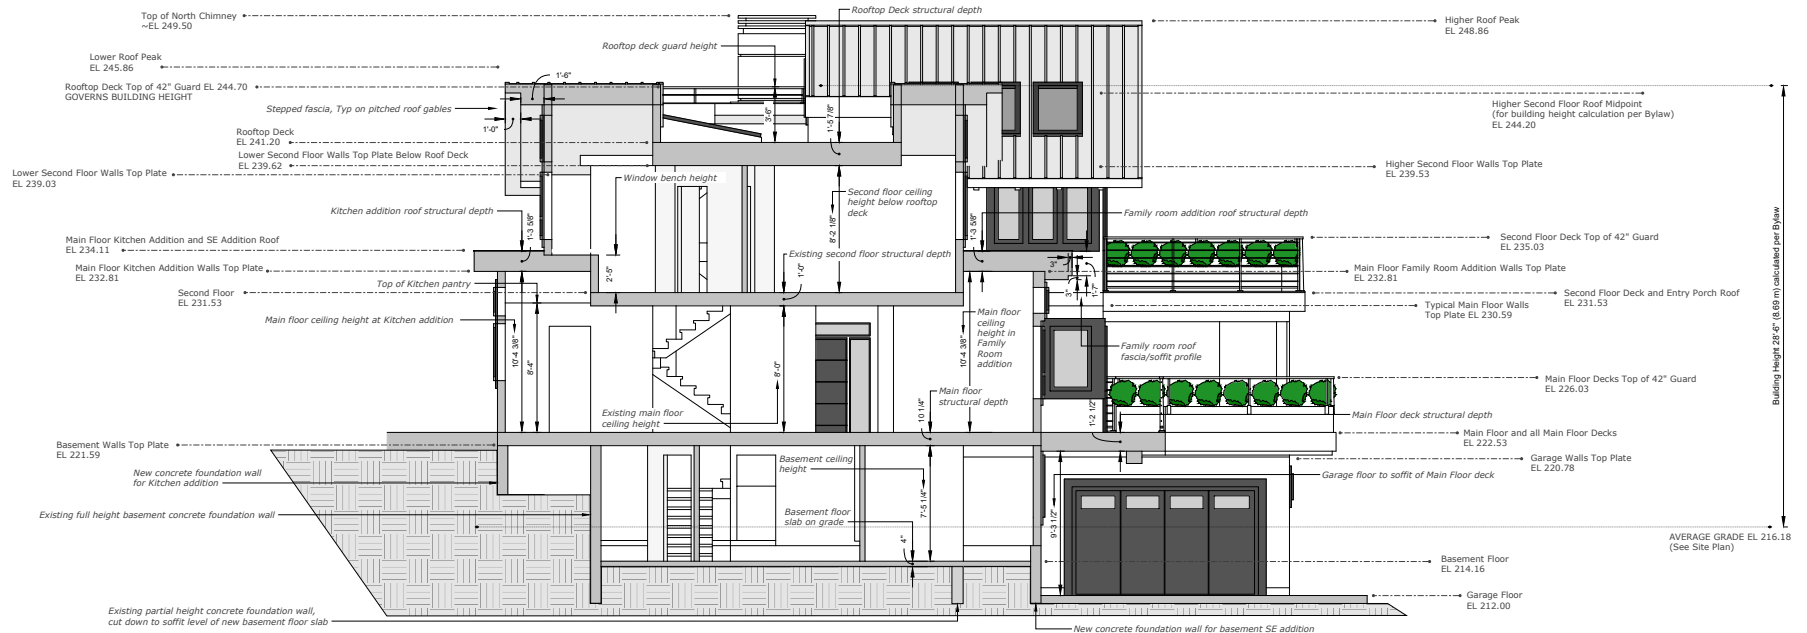 Top of North Chimney
~EL 249.50
Rooftop Deck structural depth
Higher Roof Peak
EL 248.86
Rooftop deck guard height
Lower Roof Peak
EL 245.86
1'-6"
Rooftop Deck Top of 42" Guard EL 244.70
GOVERNS BUILDING HEIGHT
Stepped fascia, Typ on pitched roof gables
Higher Second Floor Roof Midpoint
(for building height calculation per Bylaw)
EL 244.20
3'-6"
1'-5 7/8"
1'-0"
Rooftop Deck
EL 241.20
Lower Second Floor Walls Top Plate Below Roof Deck
EL 239.62
Lower Second Floor Walls Top Plate
EL 239.03
Higher Second Floor Walls Top Plate
EL 239.53
Window bench height
Second floor ceiling
height below rooftop
deck
8'-2 1/8"
Kitchen addition roof structural depth
1'-3 5/8"
1'-3 5/8"
Family room addition roof structural depth
Building Height 28'-6" (8.69 m) calculated per Bylaw
Main Floor Kitchen Addition and SE Addition Roof
EL 234.11
Existing second floor structural depth
Second Floor Deck Top of 42" Guard
EL 235.03
Main Floor Kitchen Addition Walls Top Plate
EL 232.81
2'-5"
1'-0"
3"
3"
1'-7"
Main Floor Family Room Addition Walls Top Plate
EL 232.81
Top of Kitchen pantry
Second Floor
EL 231.53
Second Floor Deck and Entry Porch Roof
EL 231.53
Typical Main Floor Walls
Top Plate EL 230.59
Main floor ceiling height at Kitchen addition
Main floor
ceiling
height in
Family
Room
addition
10'-4 3/8"
8'-4"
8'-0"
10'-4 3/8"
Family room roof
fascia/soffit profile
Main Floor Decks Top of 42" Guard
EL 226.03
Main floor
structural depth
Existing main floor
ceiling height
10 1/4"
1'-2 1/2"
Main Floor deck structural depth
Basement Walls Top Plate
EL 221.59
Main Floor and all Main Floor Decks
EL 222.53
New concrete foundation wall
for Kitchen addition
Basement ceiling
height
Garage Walls Top Plate
EL 220.78
Garage floor to soffit of Main Floor deck
Existing full height basement concrete foundation wall
Basement floor
slab on grade
7'-5 1/4"
9'-3 1/2"
4"
AVERAGE GRADE EL 216.18
(See Site Plan)
Basement Floor
EL 214.16
Garage Floor
EL 212.00
Existing partial height concrete foundation wall,
cut down to soffit level of new basement floor slab
New concrete foundation wall for basement SE addition